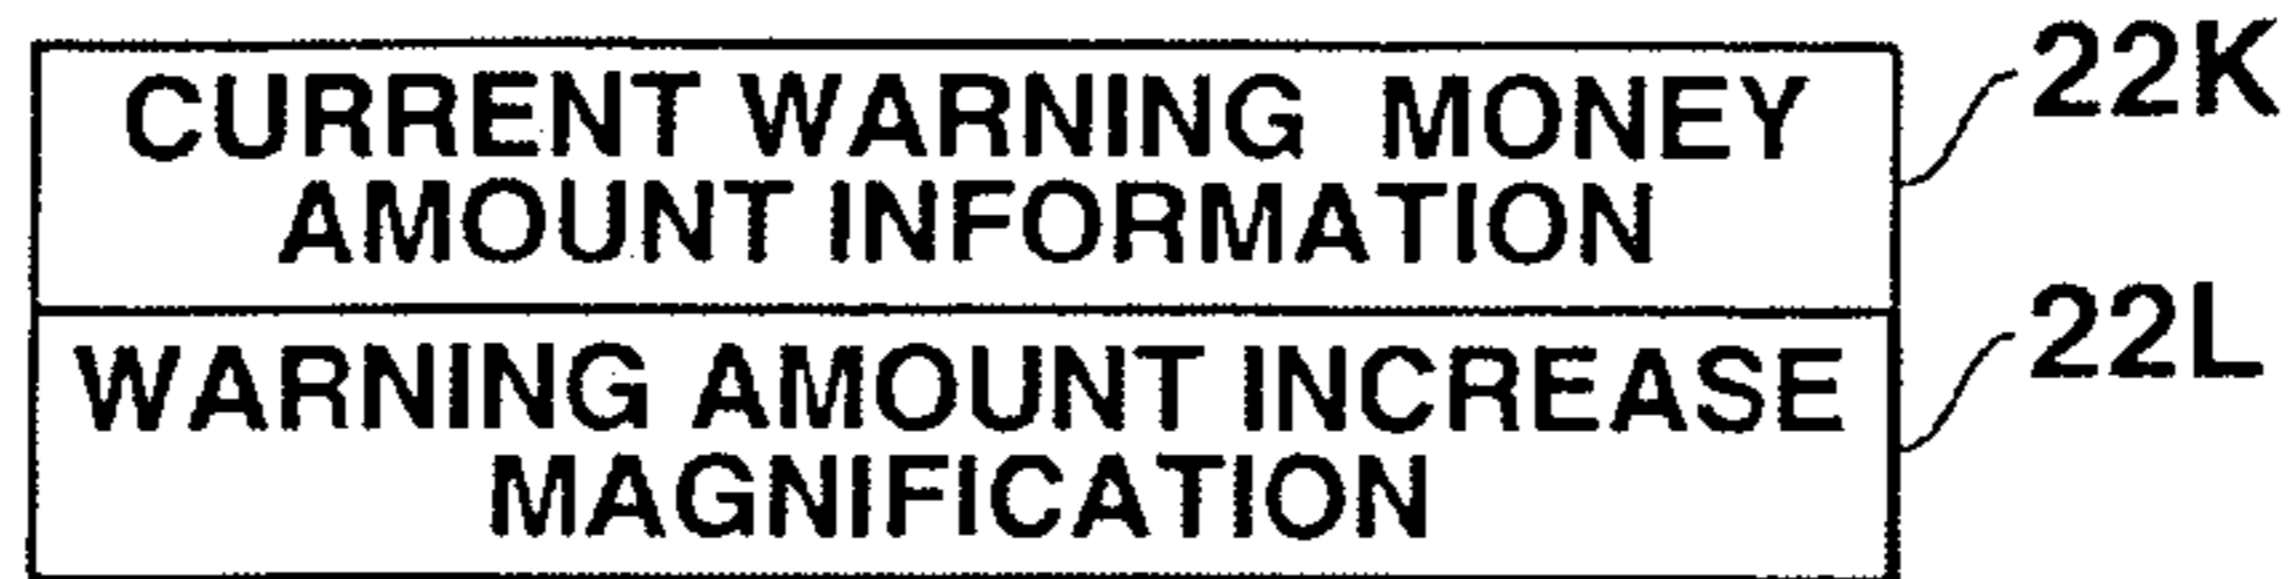 CURRENT WARNING MONEY
AMOUNT INFORMATION
22K
WARNING AMOUNT INCREASE
MAGNIFICATION
22L